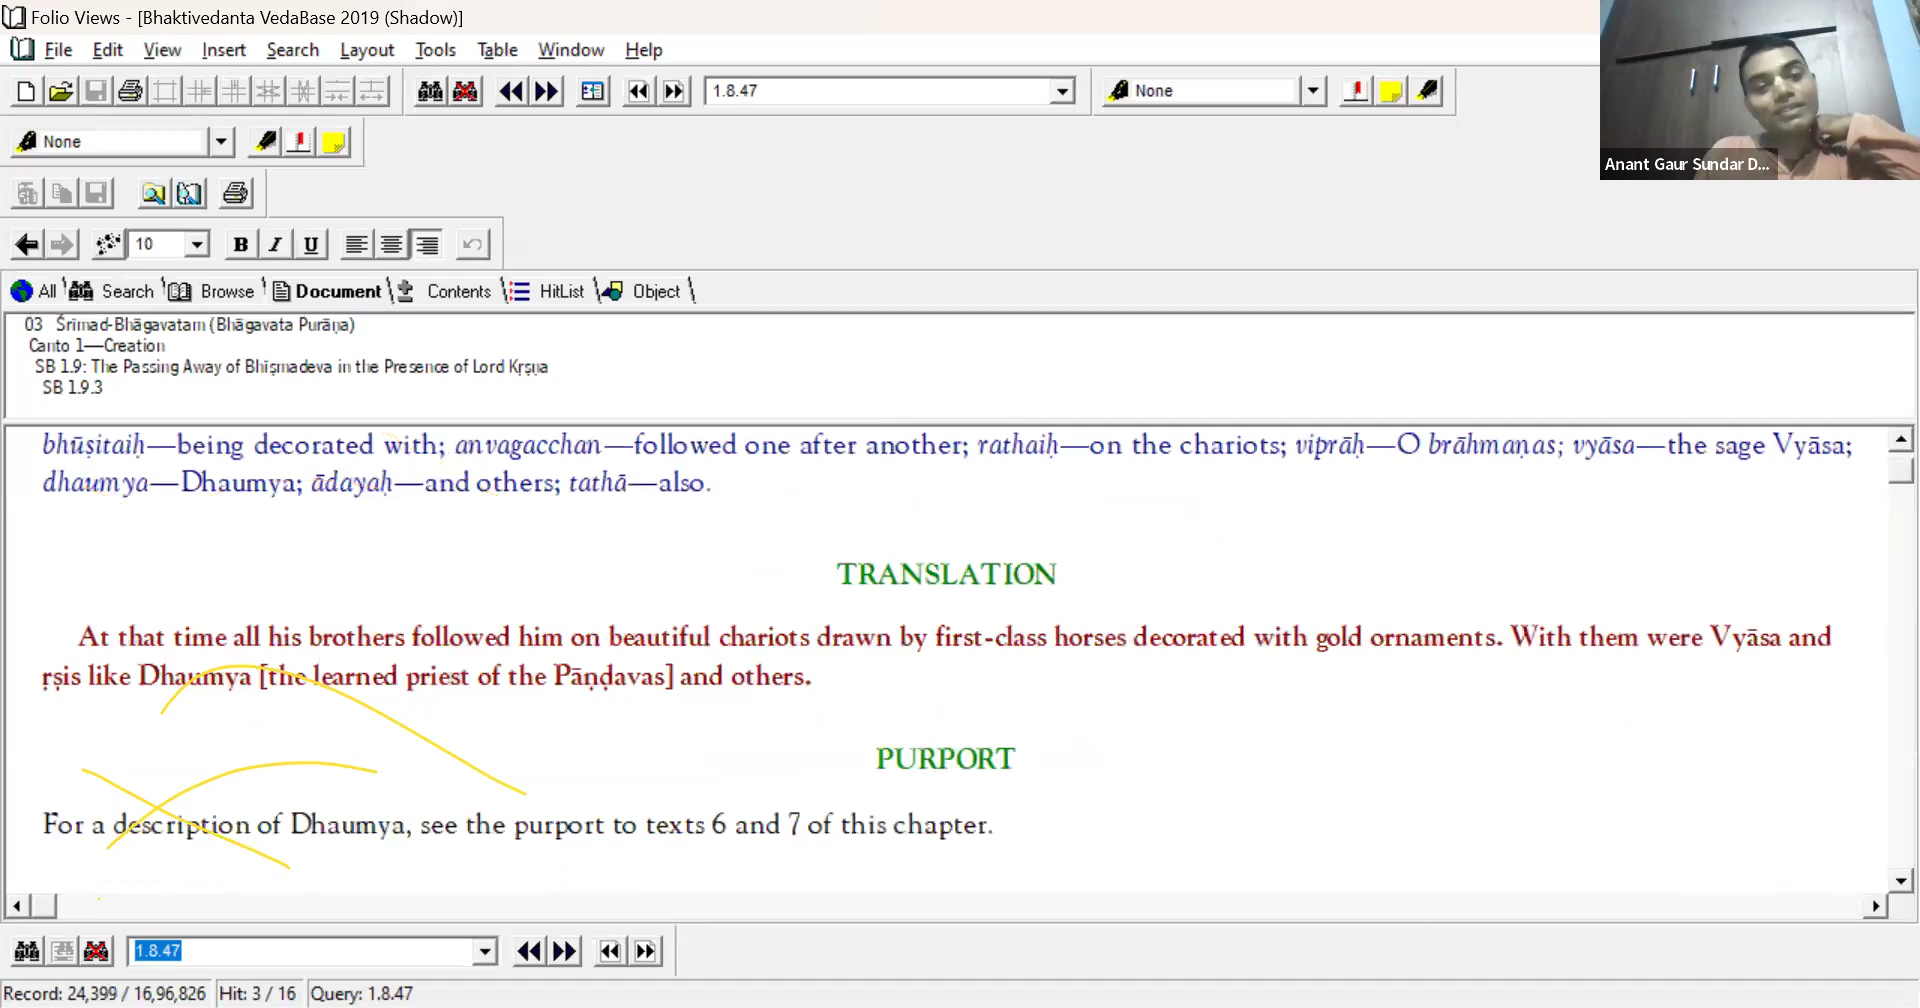 Folio Views - [Bhaktivedanta VedaBase 2019 (Shadow)]
File Edit View Insert Search Layout Tools Table Window Help
1.8.47 None
Anant Gaur Sundar D...
None
10 B I U
All Search Browse Document Contents HitList Object
03 Śrīmad-Bhāgavatam (Bhāgavata Purāṇa)
Canto 1—Creation
SB 1.9: The Passing Away of Bhīṣmadeva in the Presence of Lord Kṛṣṇa
SB 1.9.3
bhūṣitaiḥ—being decorated with; anvagacchan—followed one after another; rathaiḥ—on the chariots; viprāḥ—O brāhmaṇas; vyāsa—the sage Vyāsa;
dhaumya—Dhaumya; ādayaḥ—and others; tathā—also.
TRANSLATION
At that time all his brothers followed him on beautiful chariots drawn by first-class horses decorated with gold ornaments. With them were Vyāsa and
ṛṣis like Dhaumya [the learned priest of the Pāṇḍavas] and others.
PURPORT
For a description of Dhaumya, see the purport to texts 6 and 7 of this chapter.
1.8.47
Record: 24,399 / 16,96,826 Hit: 3 / 16 Query: 1.8.47